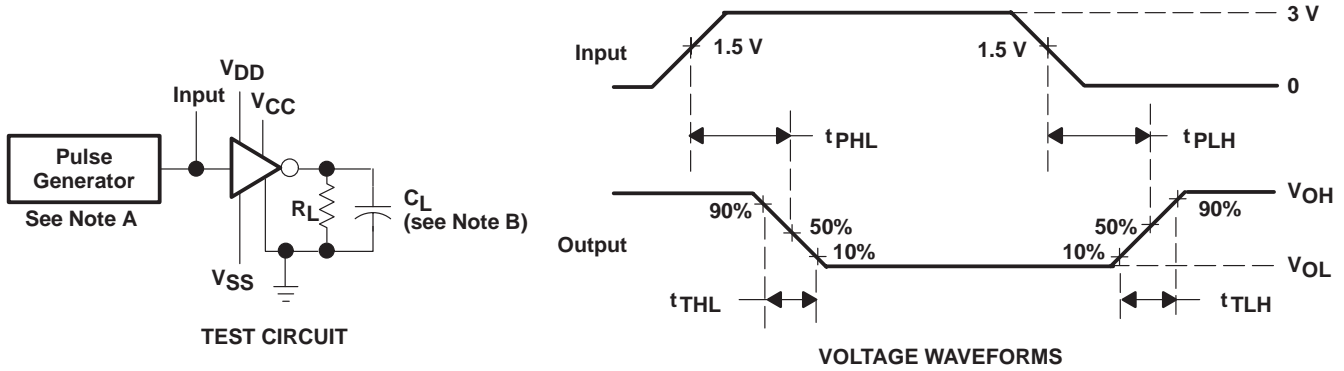 VDD
Input
VCC
Pulse
Generator
See Note A
RL
CL
(see Note B)
VSS
TEST CIRCUIT
3 V
Input
1.5 V
1.5 V
0
tPHL
tPLH
VOH
90%
90%
50%
50%
Output
10%
10%
VOL
tTHL
tTLH
VOLTAGE WAVEFORMS